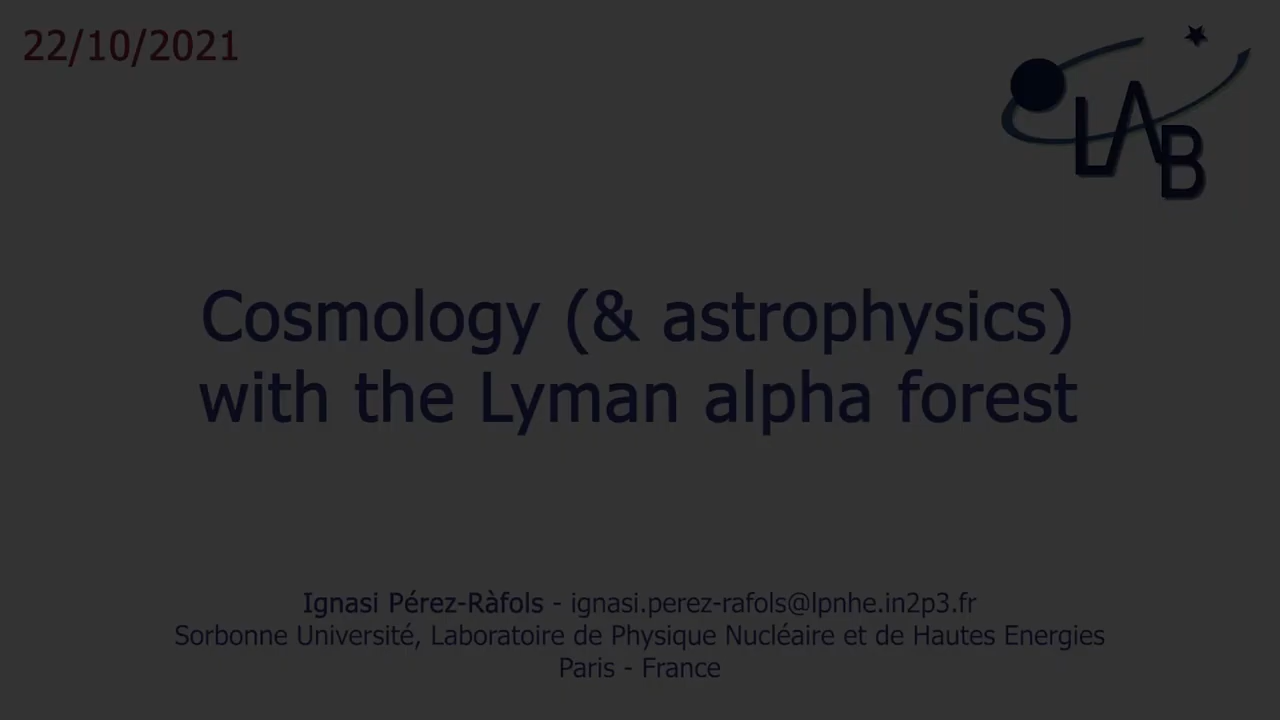 22/10/2021
LAB
Cosmology (& astrophysics)
with the Lyman alpha forest
Ignasi Pérez-Ràfols - ignasi.perez-rafols@lpnhe.in2p3.fr
Sorbonne Université, Laboratoire de Physique Nucléaire et de Hautes Energies
Paris - France